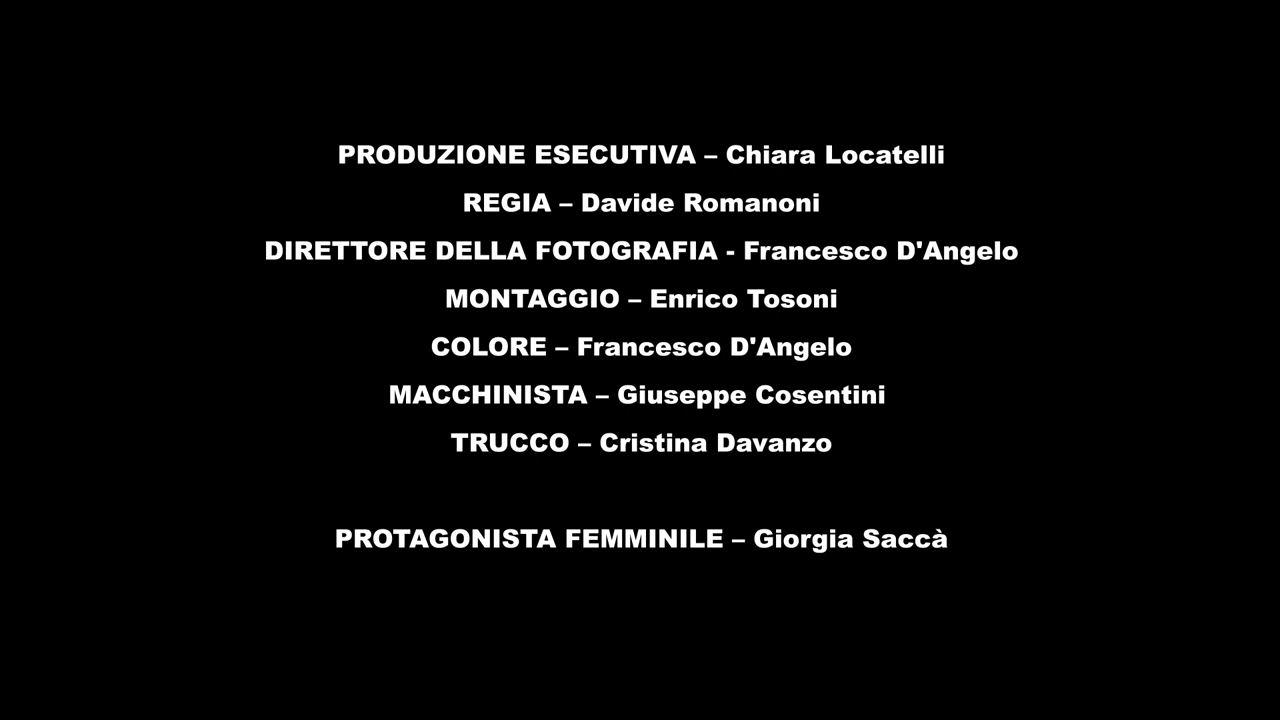 PRODUZIONE ESECUTIVA – Chiara Locatelli
REGIA – Davide Romanoni
DIRETTORE DELLA FOTOGRAFIA - Francesco D'Angelo
MONTAGGIO – Enrico Tosoni
COLORE – Francesco D'Angelo
MACCHINISTA – Giuseppe Cosentini
TRUCCO – Cristina Davanzo
PROTAGONISTA FEMMINILE – Giorgia Saccà